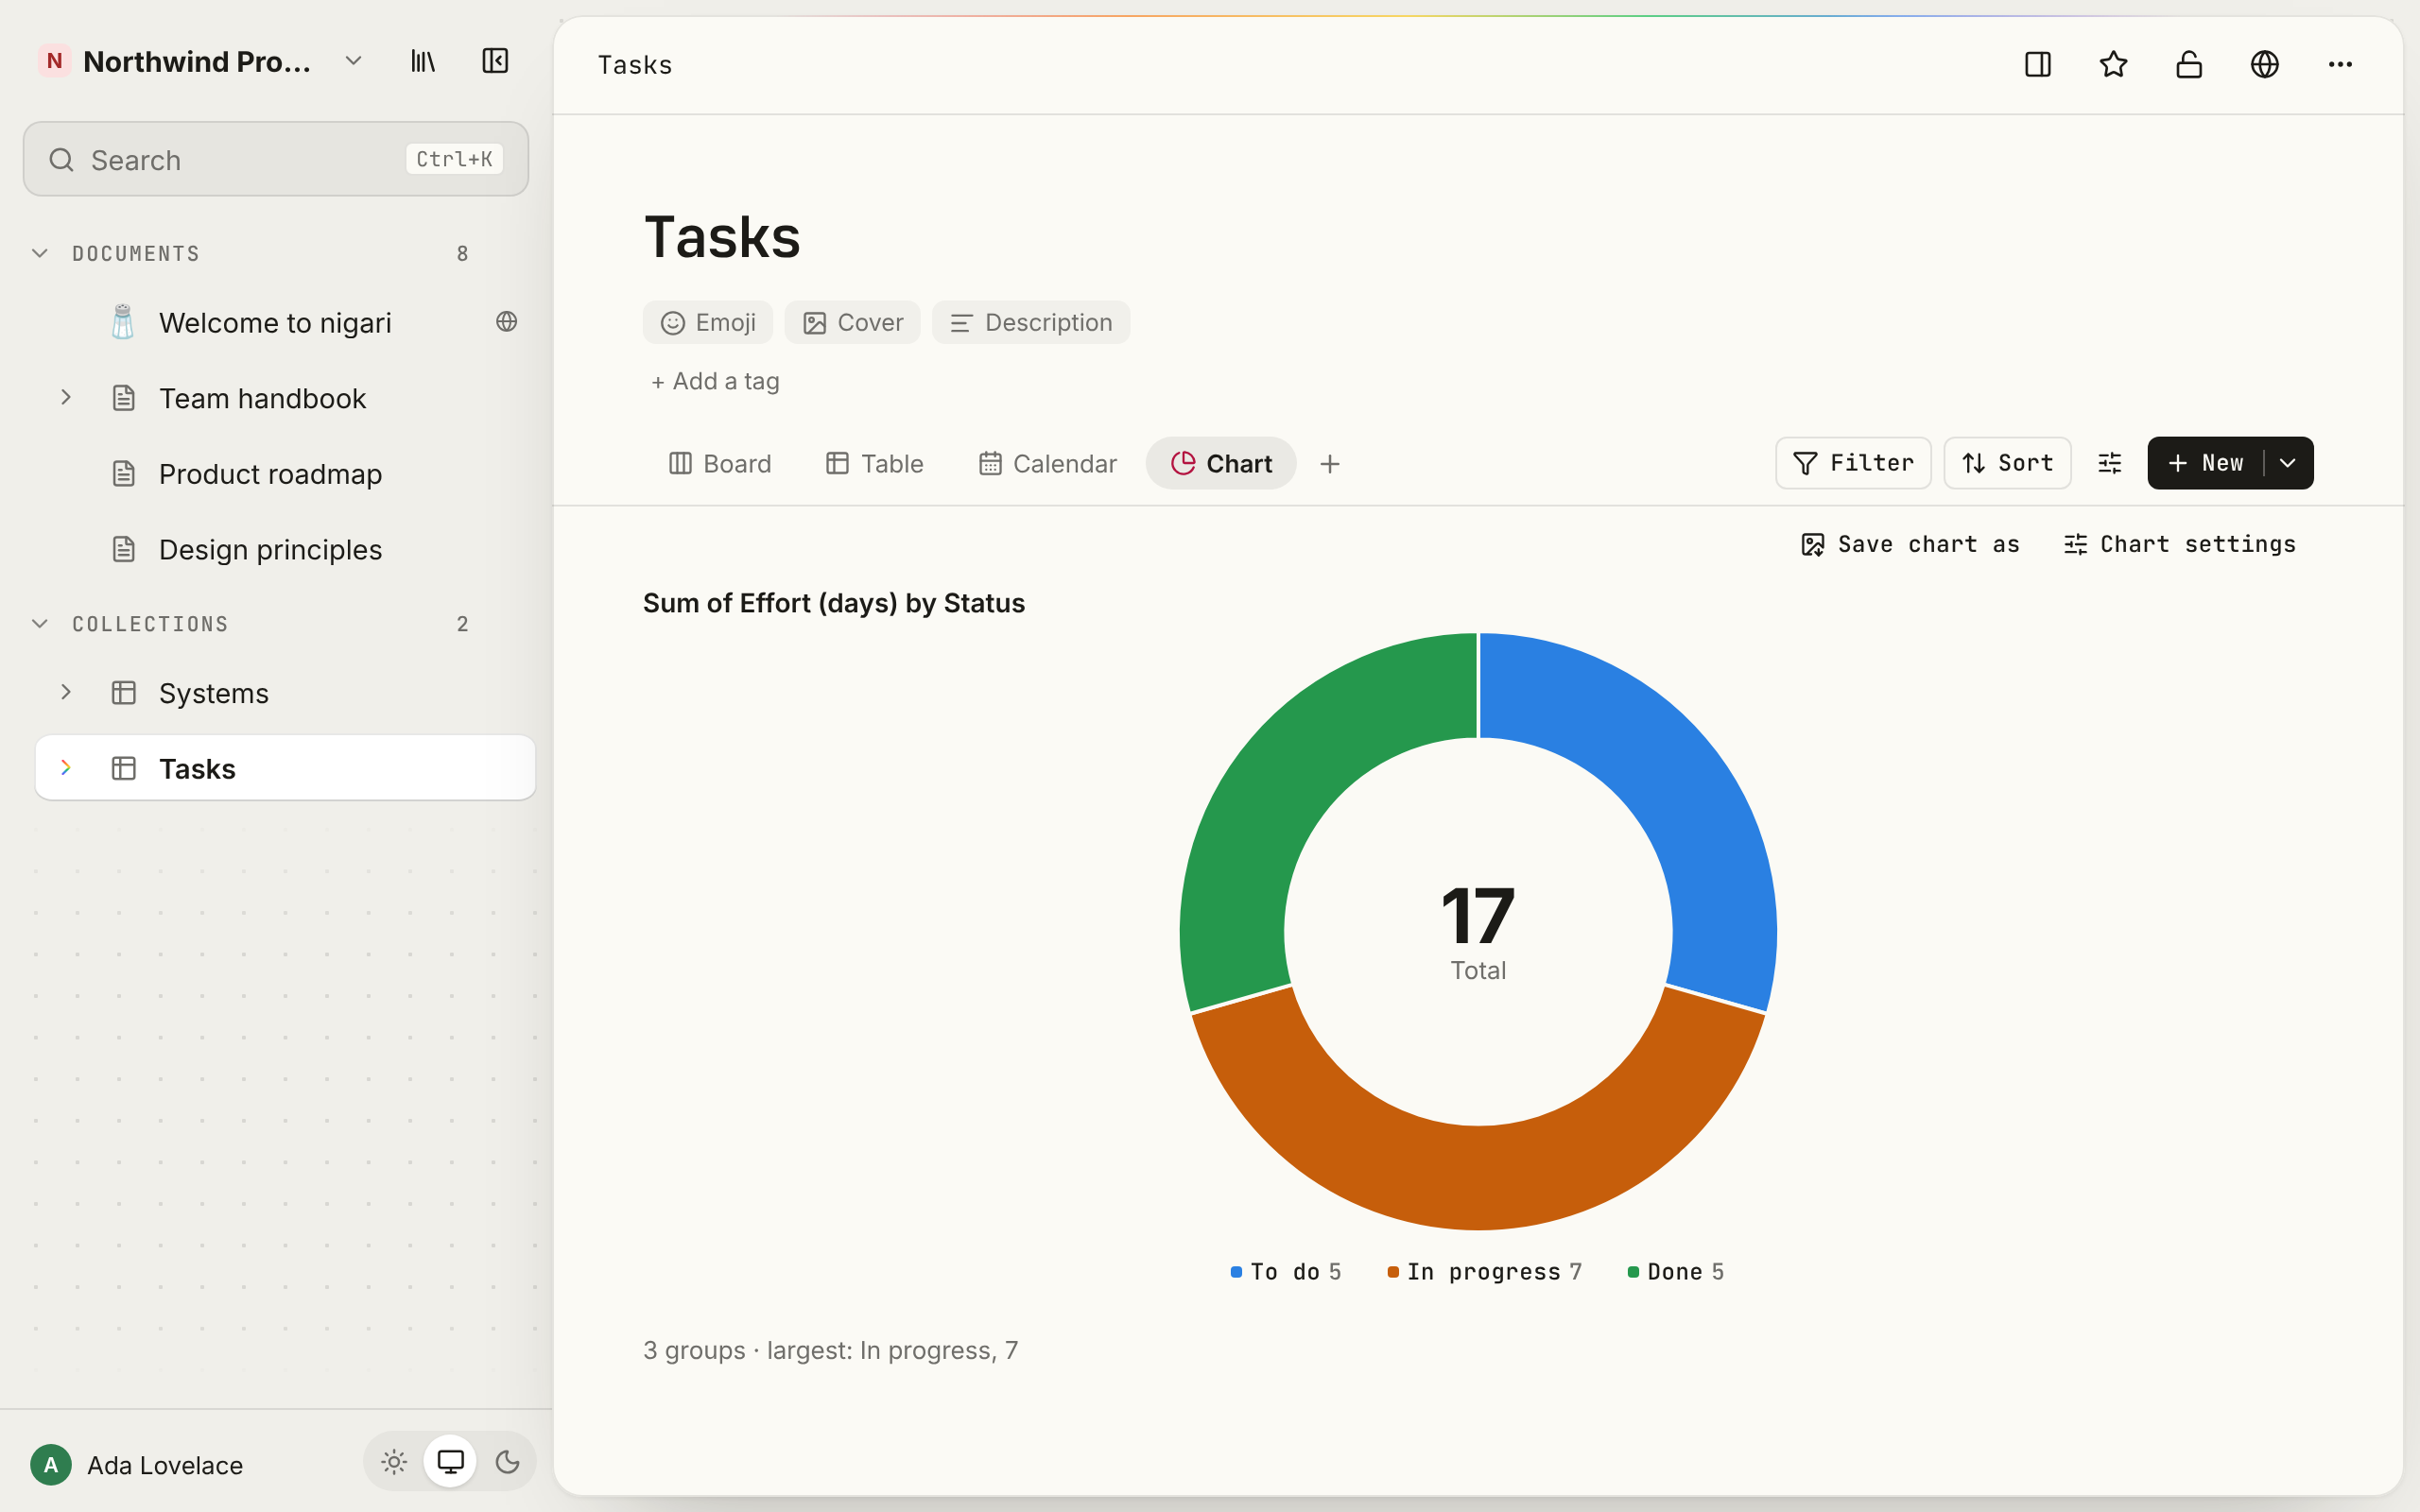 N Northwind Pro...
Search Ctrl+K
DOCUMENTS 8
Welcome to nigari
Team handbook
Product roadmap
Design principles
COLLECTIONS 2
Systems
Tasks
A Ada Lovelace
Tasks
Tasks
Emoji Cover Description
+ Add a tag
Board Table Calendar Chart + Filter Sort + New
Save chart as Chart settings
Sum of Effort (days) by Status
17
Total
To do 5 In progress 7 Done 5
3 groups · largest: In progress, 7